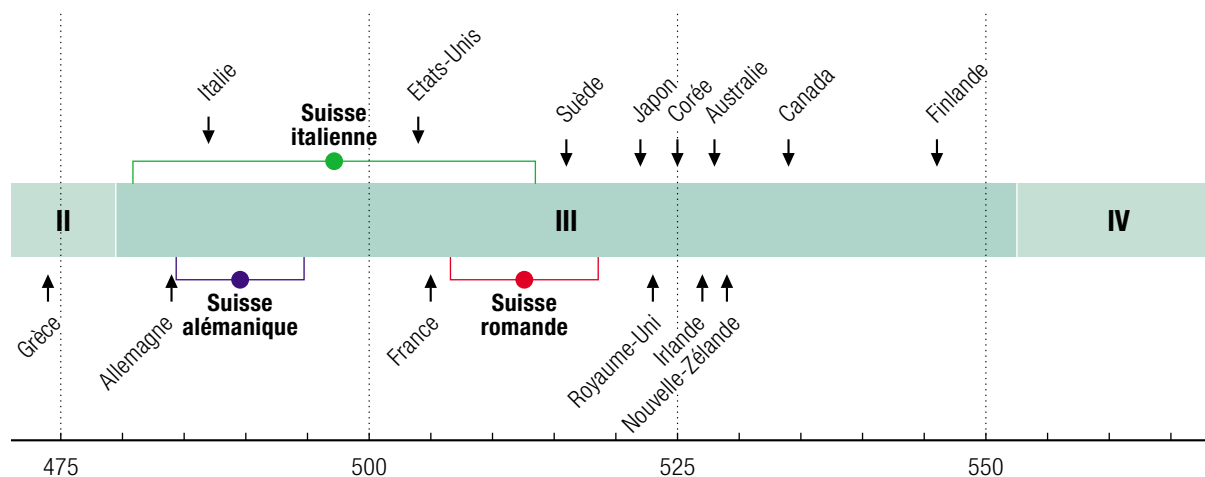 Italie
Suisse
italienne
Etats-Unis
Suède
Japon
Corée
Australie
Canada
Finlande
II
III
IV
Grèce
Allemagne
Suisse
alémanique
France
Suisse
romande
Royaume-Uni
Irlande
Nouvelle-Zélande
475
500
525
550